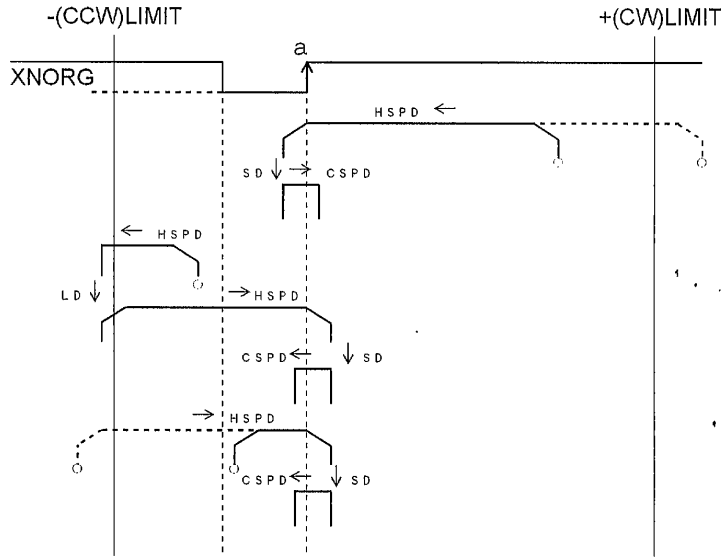 -(CCW)LIMIT +(CW)LIMIT
a
XNORG
HSPD
SD CSPD
HSPD
LD HSPD
CSPD SD
HSPD
CSPD SD